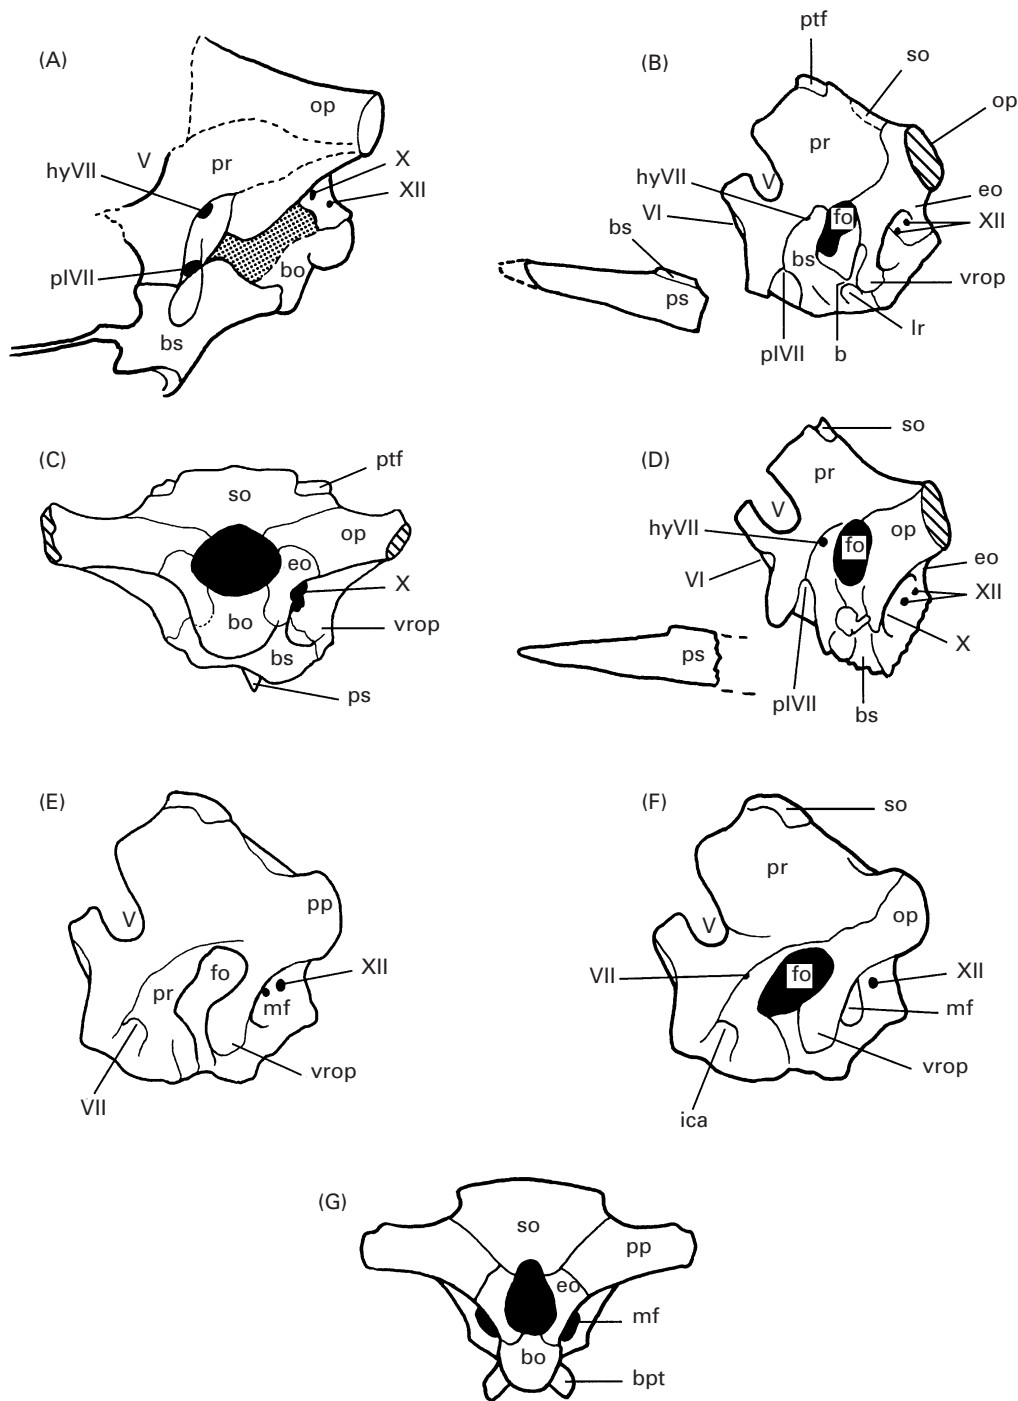 (A)
op
V
pr
X
hyVII
XII
plVII
bo
bs
(B)
ptf
so
op
pr
hyVII
V
eo
VI
fo
XII
bs
bs
vrop
ps
lr
plVII
b
(C)
ptf
so
op
eo
X
bo
vrop
bs
ps
(D)
so
pr
V
hyVII
fo
op
eo
VI
XII
X
ps
plVII
bs
(E)
pp
V
fo
XII
pr
mf
vrop
VII
(F)
so
pr
op
V
VII
fo
XII
mf
vrop
ica
(G)
so
pp
eo
mf
bo
bpt